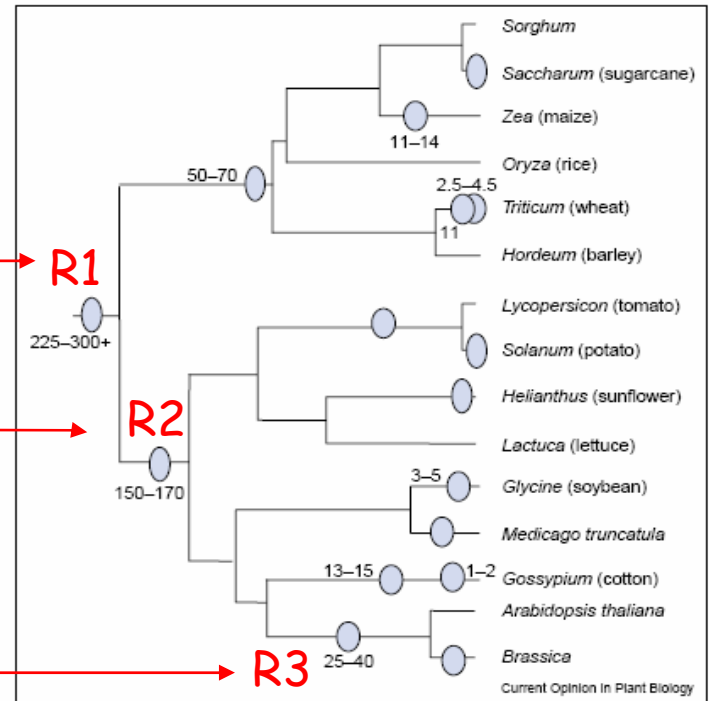 Sorghum
Saccharum (sugarcane)
Zea (maize)
11–14
Oryza (rice)
50–70
2.5–4.5
Triticum (wheat)
11
Hordeum (barley)
R1
Lycopersicon (tomato)
225–300+
Solanum (potato)
Helianthus (sunflower)
R2
Lactuca (lettuce)
3–5
Glycine (soybean)
150–170
Medicago truncatula
13–15
1–2
Gossypium (cotton)
Arabidopsis thaliana
R3
25–40
Brassica
Current Opinion in Plant Biology